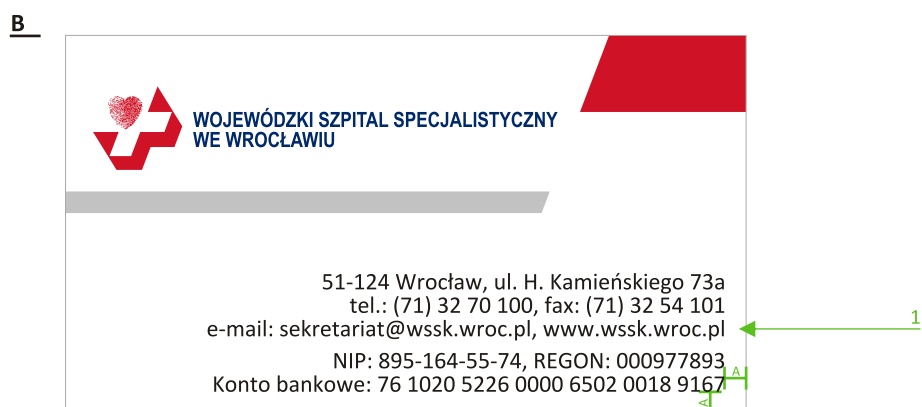 B
WOJEWÓDZKI SZPITAL SPECJALISTYCZNY
WE WROCŁAWIU
51-124 Wrocław, ul. H. Kamieńskiego 73a
tel.: (71) 32 70 100, fax: (71) 32 54 101
e-mail: sekretariat@wssk.wroc.pl, www.wssk.wroc.pl
1
NIP: 895-164-55-74, REGON: 000977893
A
Konto bankowe: 76 1020 5226 0000 6502 0018 9167
A